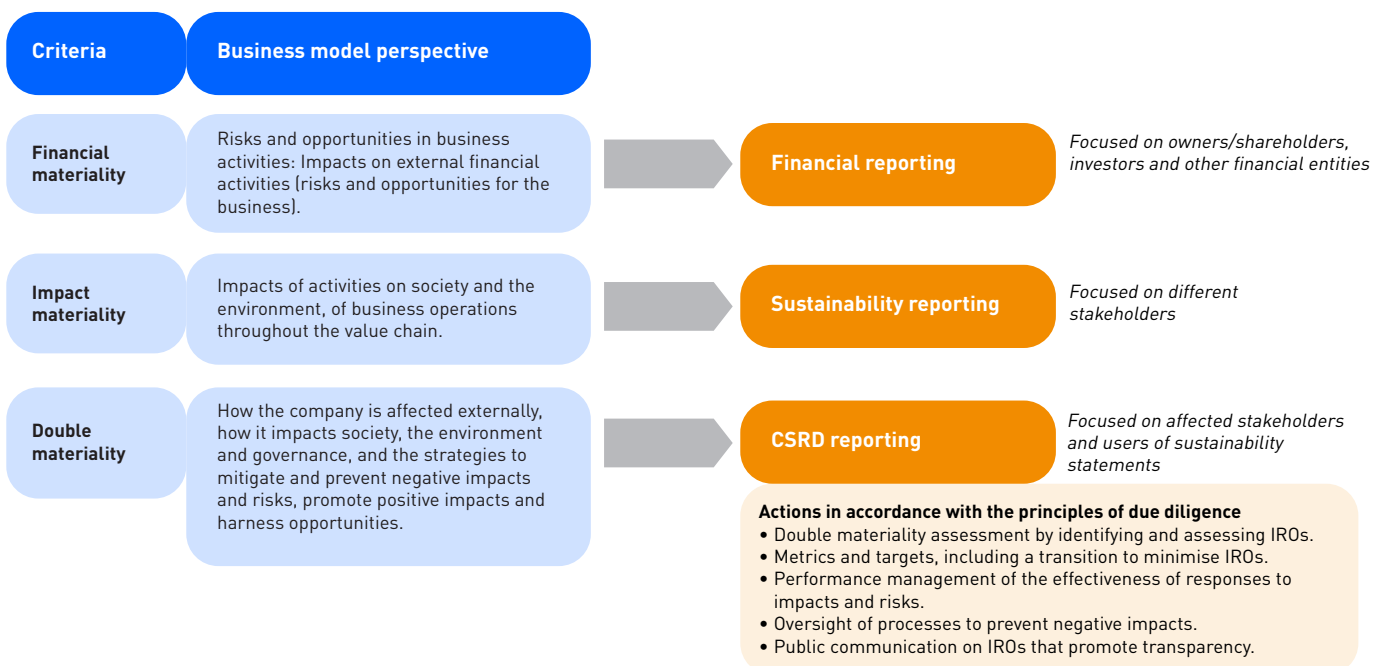 Criteria
Business model perspective
Financial
materiality
Risks and opportunities in business
activities: Impacts on external financial
activities (risks and opportunities for the
business).
Financial reporting
Focused on owners/shareholders,
investors and other financial entities
Impact
materiality
Impacts of activities on society and the
environment, of business operations
throughout the value chain.
Sustainability reporting
Focused on different
stakeholders
Double
materiality
How the company is affected externally,
how it impacts society, the environment
and governance, and the strategies to
mitigate and prevent negative impacts
and risks, promote positive impacts and
harness opportunities.
CSRD reporting
Focused on affected stakeholders
and users of sustainability
statements
Actions in accordance with the principles of due diligence
• Double materiality assessment by identifying and assessing IROs.
• Metrics and targets, including a transition to minimise IROs.
• Performance management of the effectiveness of responses to
impacts and risks.
• Oversight of processes to prevent negative impacts.
• Public communication on IROs that promote transparency.